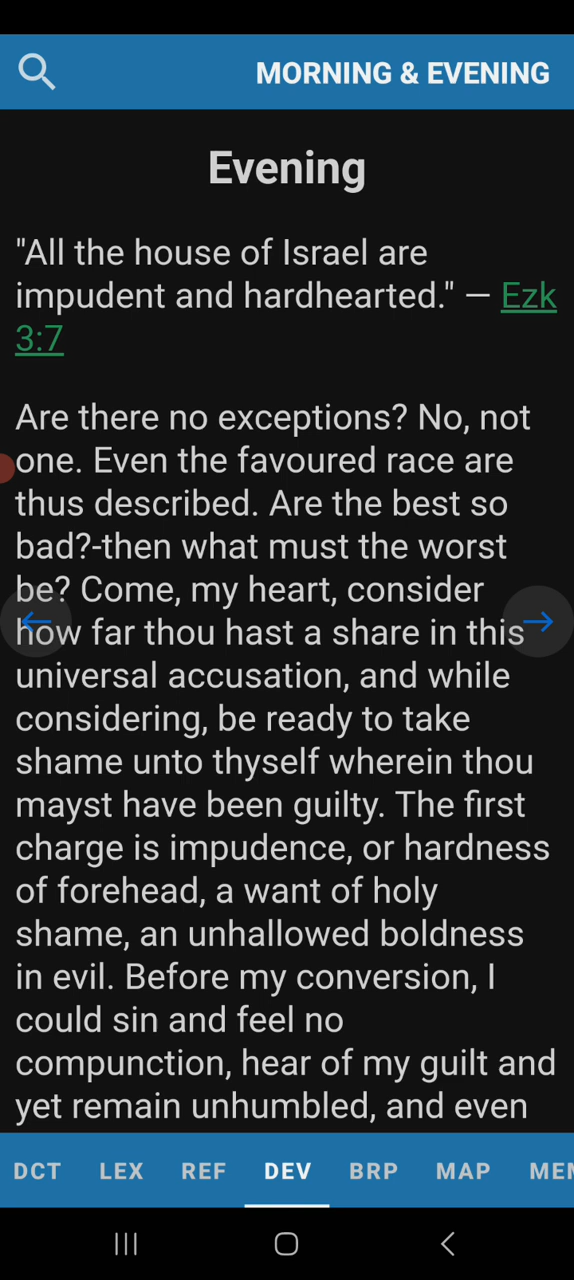 MORNING & EVENING
Evening
"All the house of Israel are
impudent and hardhearted." — Ezk
3:7
Are there no exceptions? No, not
one. Even the favoured race are
thus described. Are the best so
bad?-then what must the worst
be? Come, my heart, consider
how far thou hast a share in this
universal accusation, and while
considering, be ready to take
shame unto thyself wherein thou
mayst have been guilty. The first
charge is impudence, or hardness
of forehead, a want of holy
shame, an unhallowed boldness
in evil. Before my conversion, I
could sin and feel no
compunction, hear of my guilt and
yet remain unhumbled, and even
DCT LEX REF DEV BRP MAP